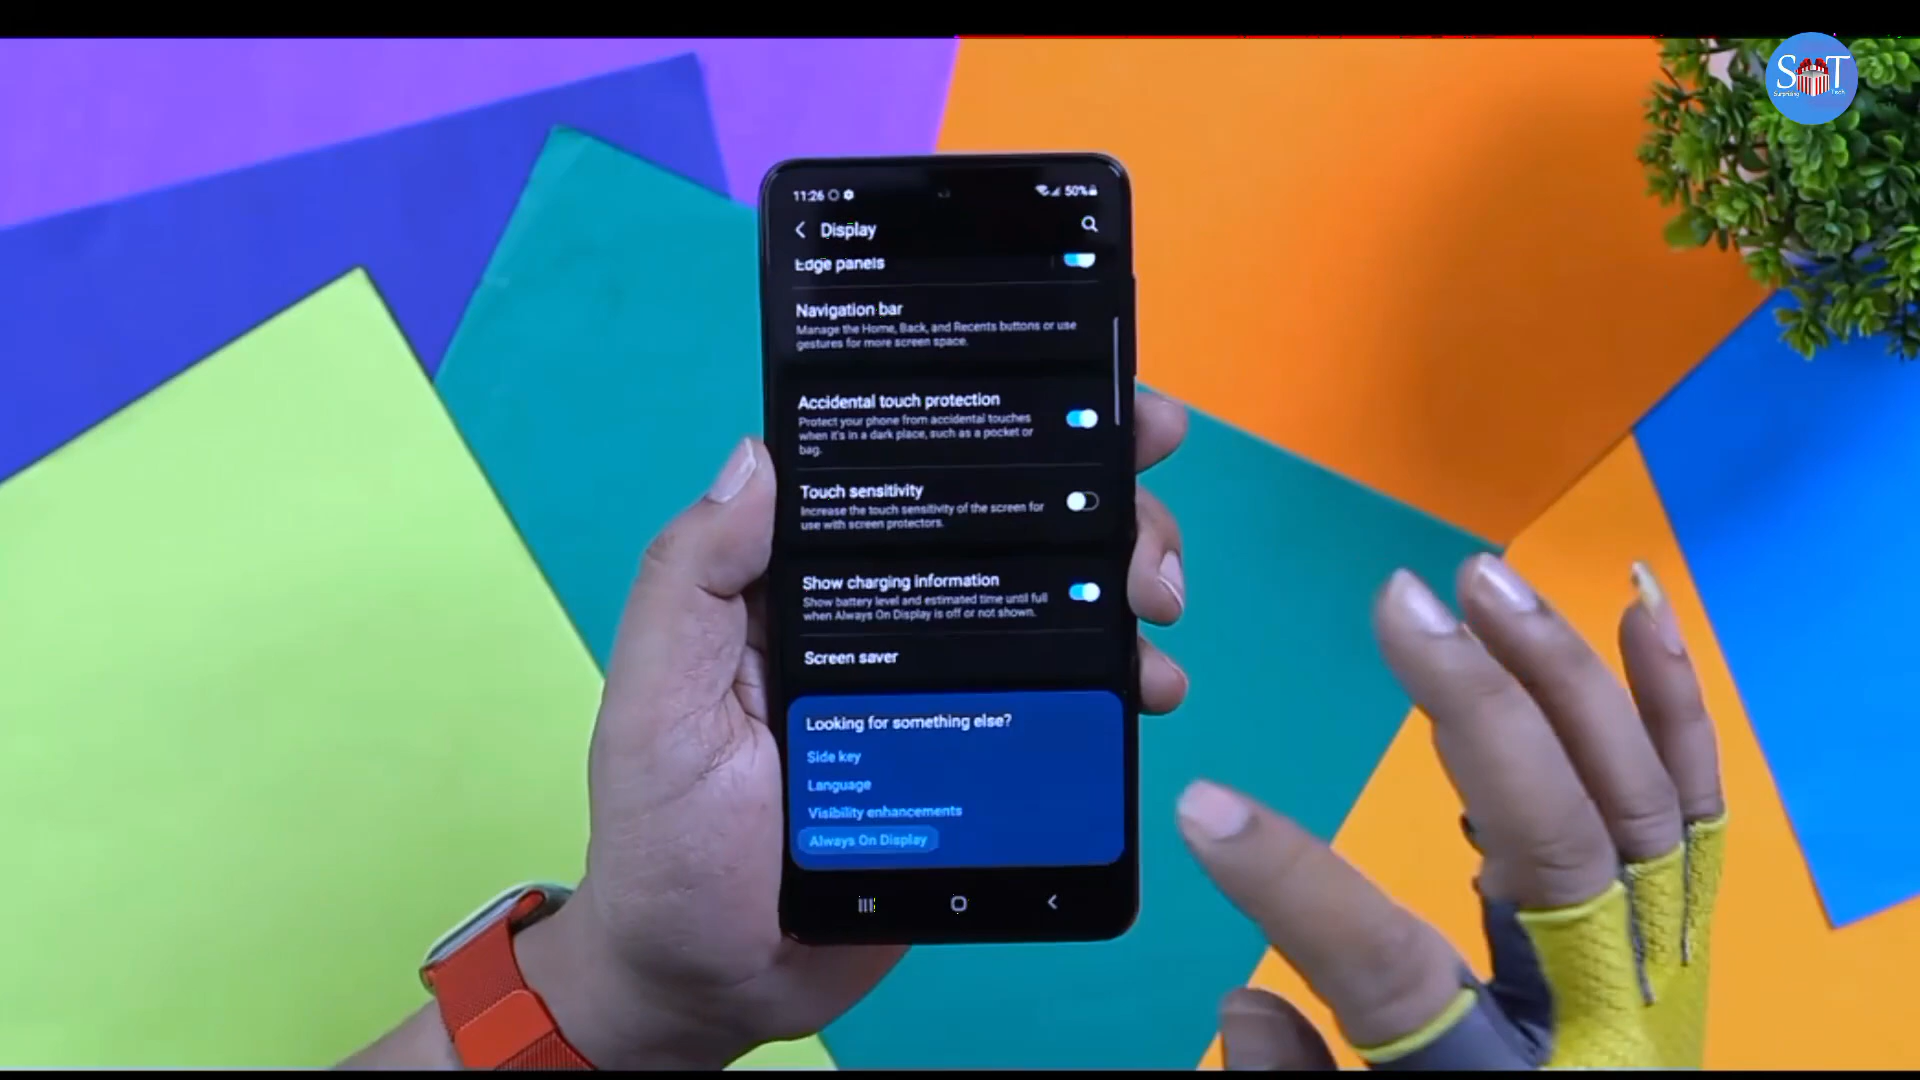 S T
Surprising Tech
11:26
50%
Display
Edge panels
Navigation bar
Manage the Home, Back, and Recents buttons or use
gestures for more screen space.
Accidental touch protection
Protect your phone from accidental touches
when it's in a dark place, such as a pocket or
bag.
Touch sensitivity
Increase the touch sensitivity of the screen for
use with screen protectors.
Show charging information
Show battery level and estimated time until full
when Always On Display is off or not shown.
Screen saver
Looking for something else?
Side key
Language
Visibility enhancements
Always On Display